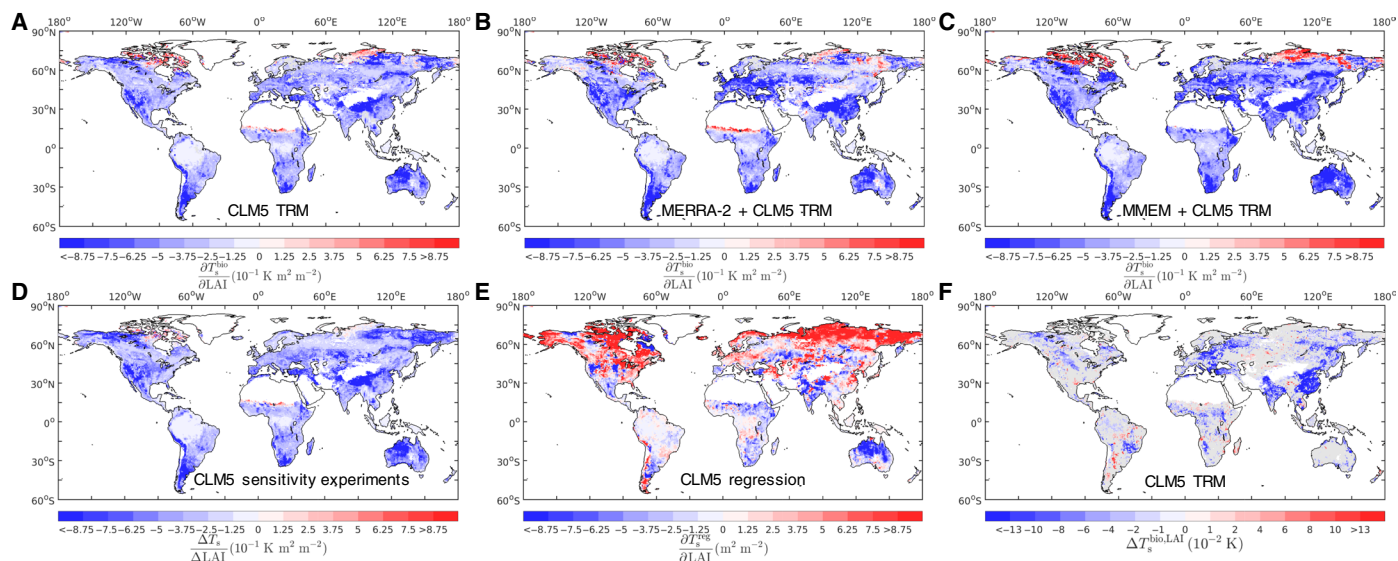 A
180° 120°W 60°W 0° 60°E 120°E 180°
90°N
60°N
30°N
0°
30°S
60°S
CLM5 TRM
<−8.75 −7.5 −6.25 −5 −3.75 −2.5 −1.25 0 1.25 2.5 3.75 5 6.25 7.5 >8.75
∂T_s^bio/∂LAI (10⁻¹ K m² m⁻²)
B
180° 120°W 60°W 0° 60°E 120°E 180°
90°N
60°N
30°N
0°
30°S
60°S
MERRA-2 + CLM5 TRM
<−8.75 −7.5 −6.25 −5 −3.75 −2.5 −1.25 0 1.25 2.5 3.75 5 6.25 7.5 >8.75
∂T_s^bio/∂LAI (10⁻¹ K m² m⁻²)
C
180° 120°W 60°W 0° 60°E 120°E 180°
90°N
60°N
30°N
0°
30°S
60°S
MMEM + CLM5 TRM
<−8.75 −7.5 −6.25 −5 −3.75 −2.5 −1.25 0 1.25 2.5 3.75 5 6.25 7.5 >8.75
∂T_s^bio/∂LAI (10⁻¹ K m² m⁻²)
D
180° 120°W 60°W 0° 60°E 120°E 180°
90°N
60°N
30°N
0°
30°S
60°S
CLM5 sensitivity experiments
<−8.75 −7.5 −6.25 −5 −3.75 −2.5 −1.25 0 1.25 2.5 3.75 5 6.25 7.5 >8.75
ΔT_s/ΔLAI (10⁻¹ K m² m⁻²)
E
180° 120°W 60°W 0° 60°E 120°E 180°
90°N
60°N
30°N
0°
30°S
60°S
CLM5 regression
<−8.75 −7.5 −6.25 −5 −3.75 −2.5 −1.25 0 1.25 2.5 3.75 5 6.25 7.5 >8.75
∂T_s^reg/∂LAI (m² m⁻²)
F
180° 120°W 60°W 0° 60°E 120°E 180°
90°N
60°N
30°N
0°
30°S
60°S
CLM5 TRM
<−13 −10 −8 −6 −4 −2 −1 0 1 2 4 6 8 10 >13
ΔT_s^bio,LAI (10⁻² K)